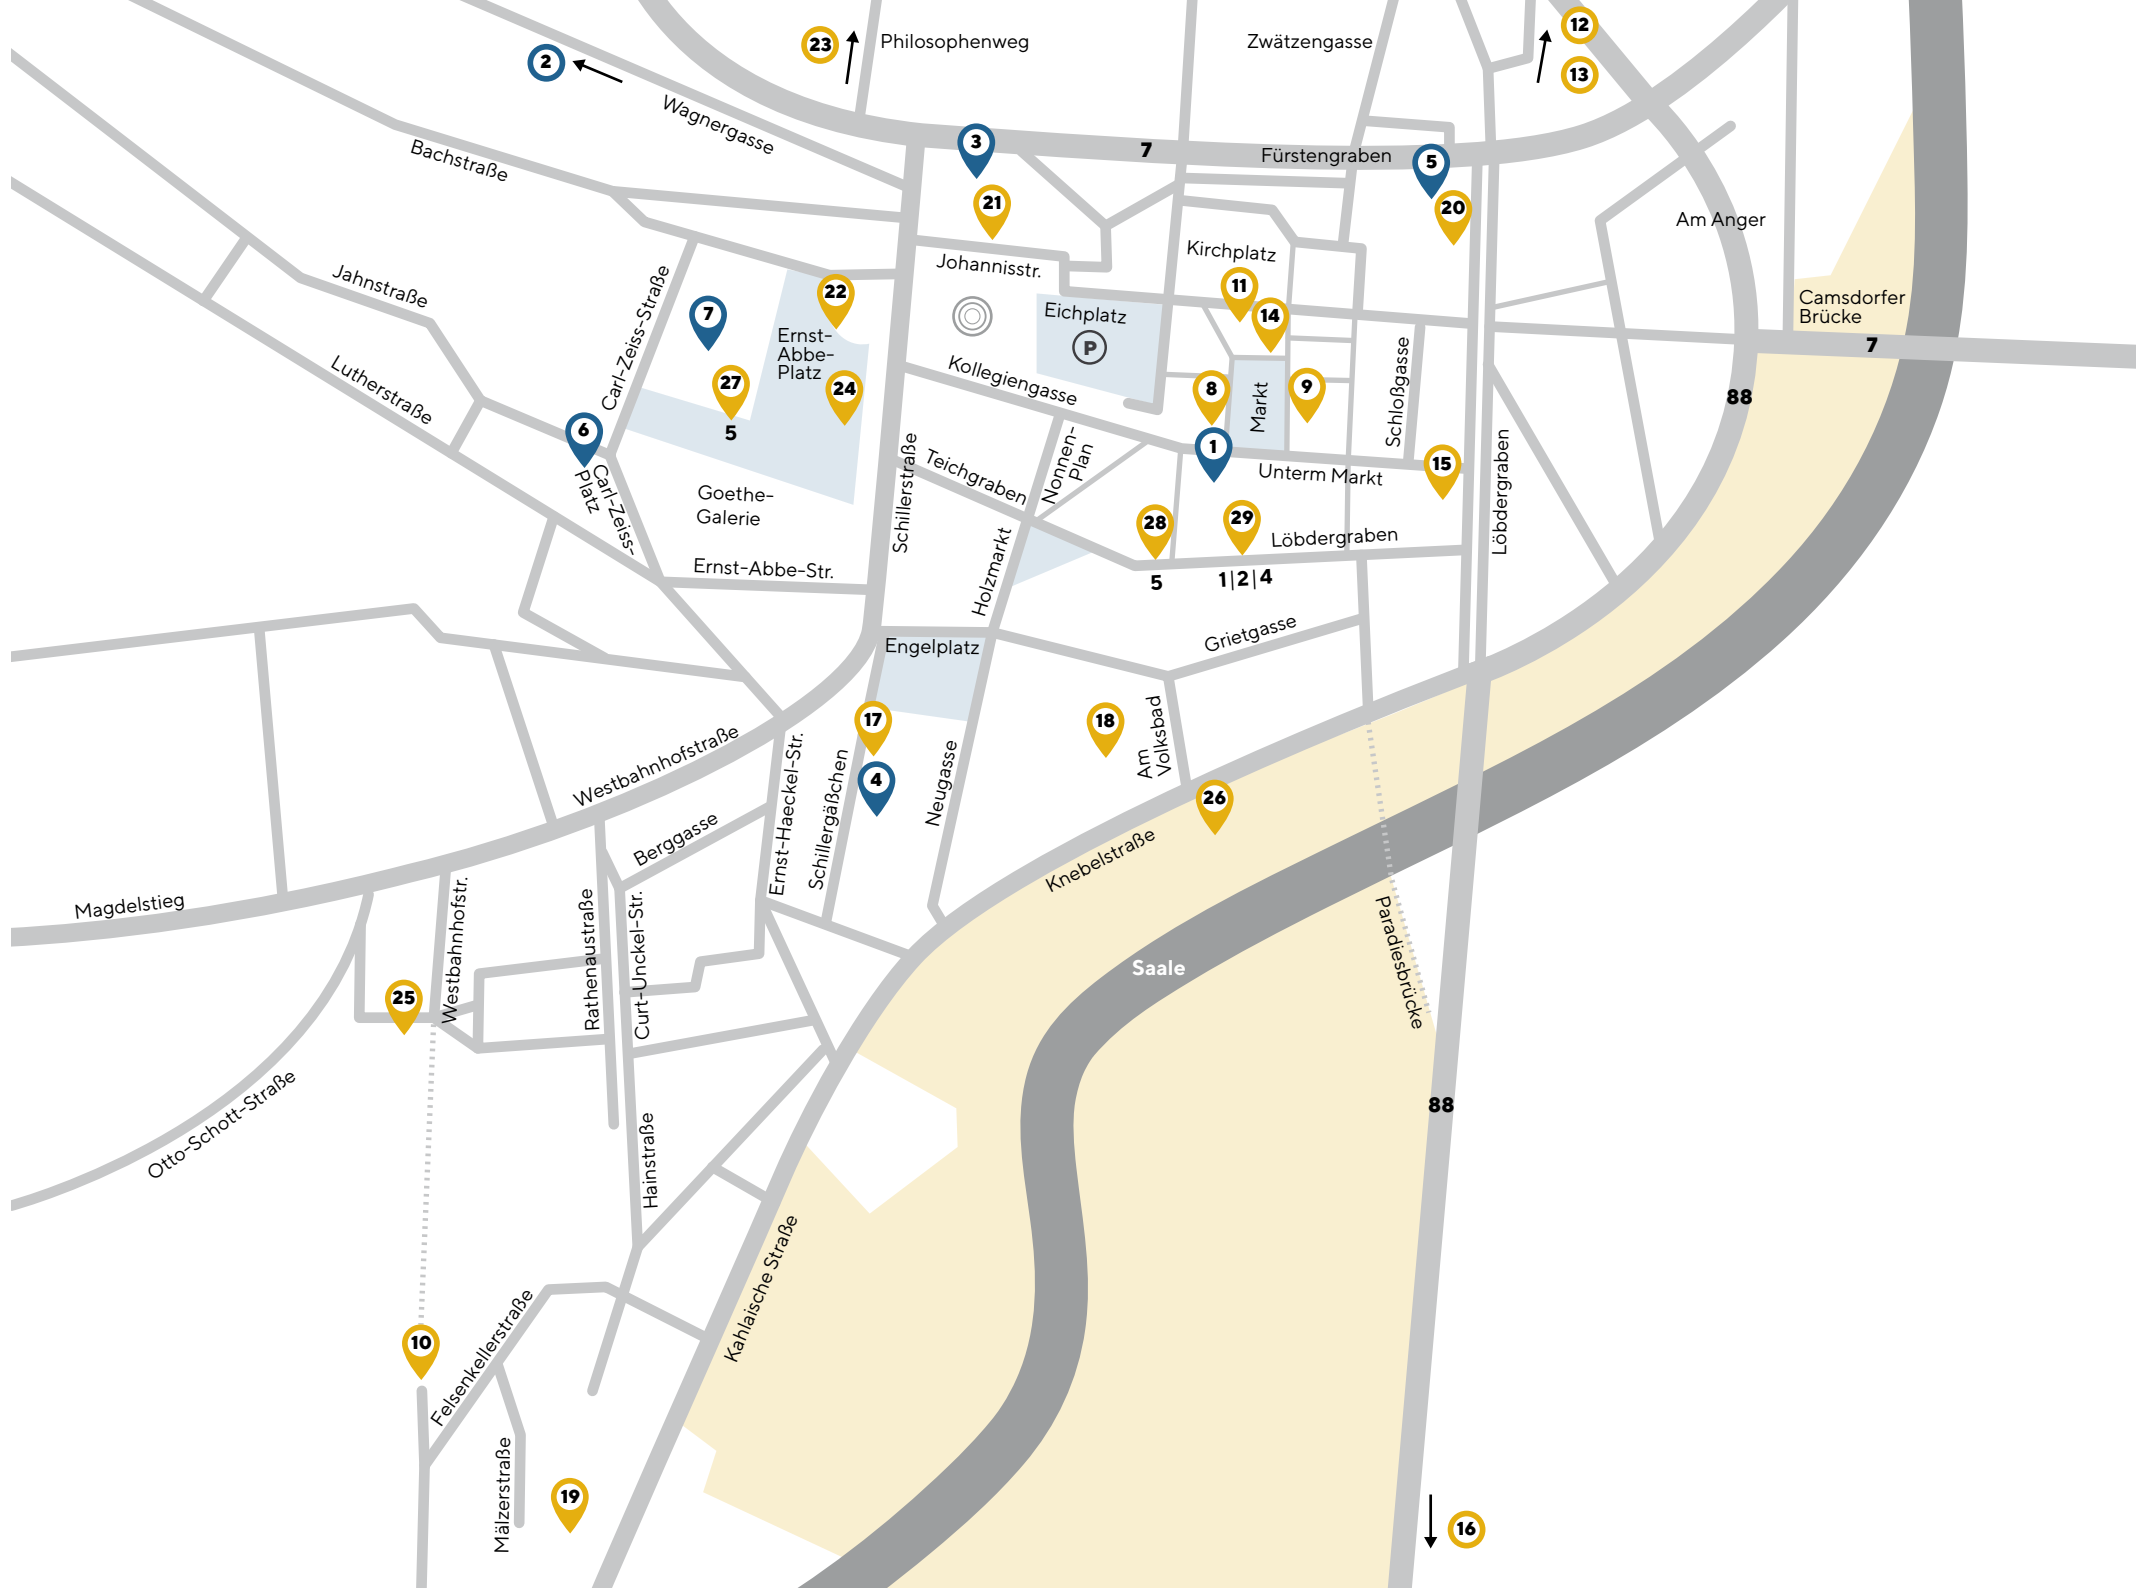 12
23
Philosophenweg
Zwätzengasse
2
13
Wagnergasse
3
7
Fürstengraben
5
Bachstraße
21
20
Am Anger
Kirchplatz
Johannisstr.
Jahnstraße
11
22
Camsdorfer
Brücke
7
Eichplatz
14
Carl-Zeiss-Straße
Ernst-
Abbe-
Platz
P
7
Lutherstraße
Kollegiengasse
Schloßgasse
27
24
8
Markt
9
88
5
6
1
Nonnen-
Plan
Teichgraben
Unterm Markt
15
Carl-Zeiss-
Platz
Goethe-
Galerie
Schillerstraße
Löbdergraben
28
29
Löbdergraben
Holzmarkt
Ernst-Abbe-Str.
5
1|2|4
Engelplatz
Grietgasse
17
18
Am
Volksbad
Westbahnhofstraße
Ernst-Haeckel-Str.
Schillergäßchen
4
Neugasse
26
Berggasse
Knebelstraße
Magdelstieg
Westbahnhofstr.
Rathenaustraße
Curt-Unckel-Str.
Paradiesbrücke
Saale
25
Otto-Schott-Straße
88
Hainstraße
Kahlaische Straße
10
Felsenkellerstraße
Mälzerstraße
19
16